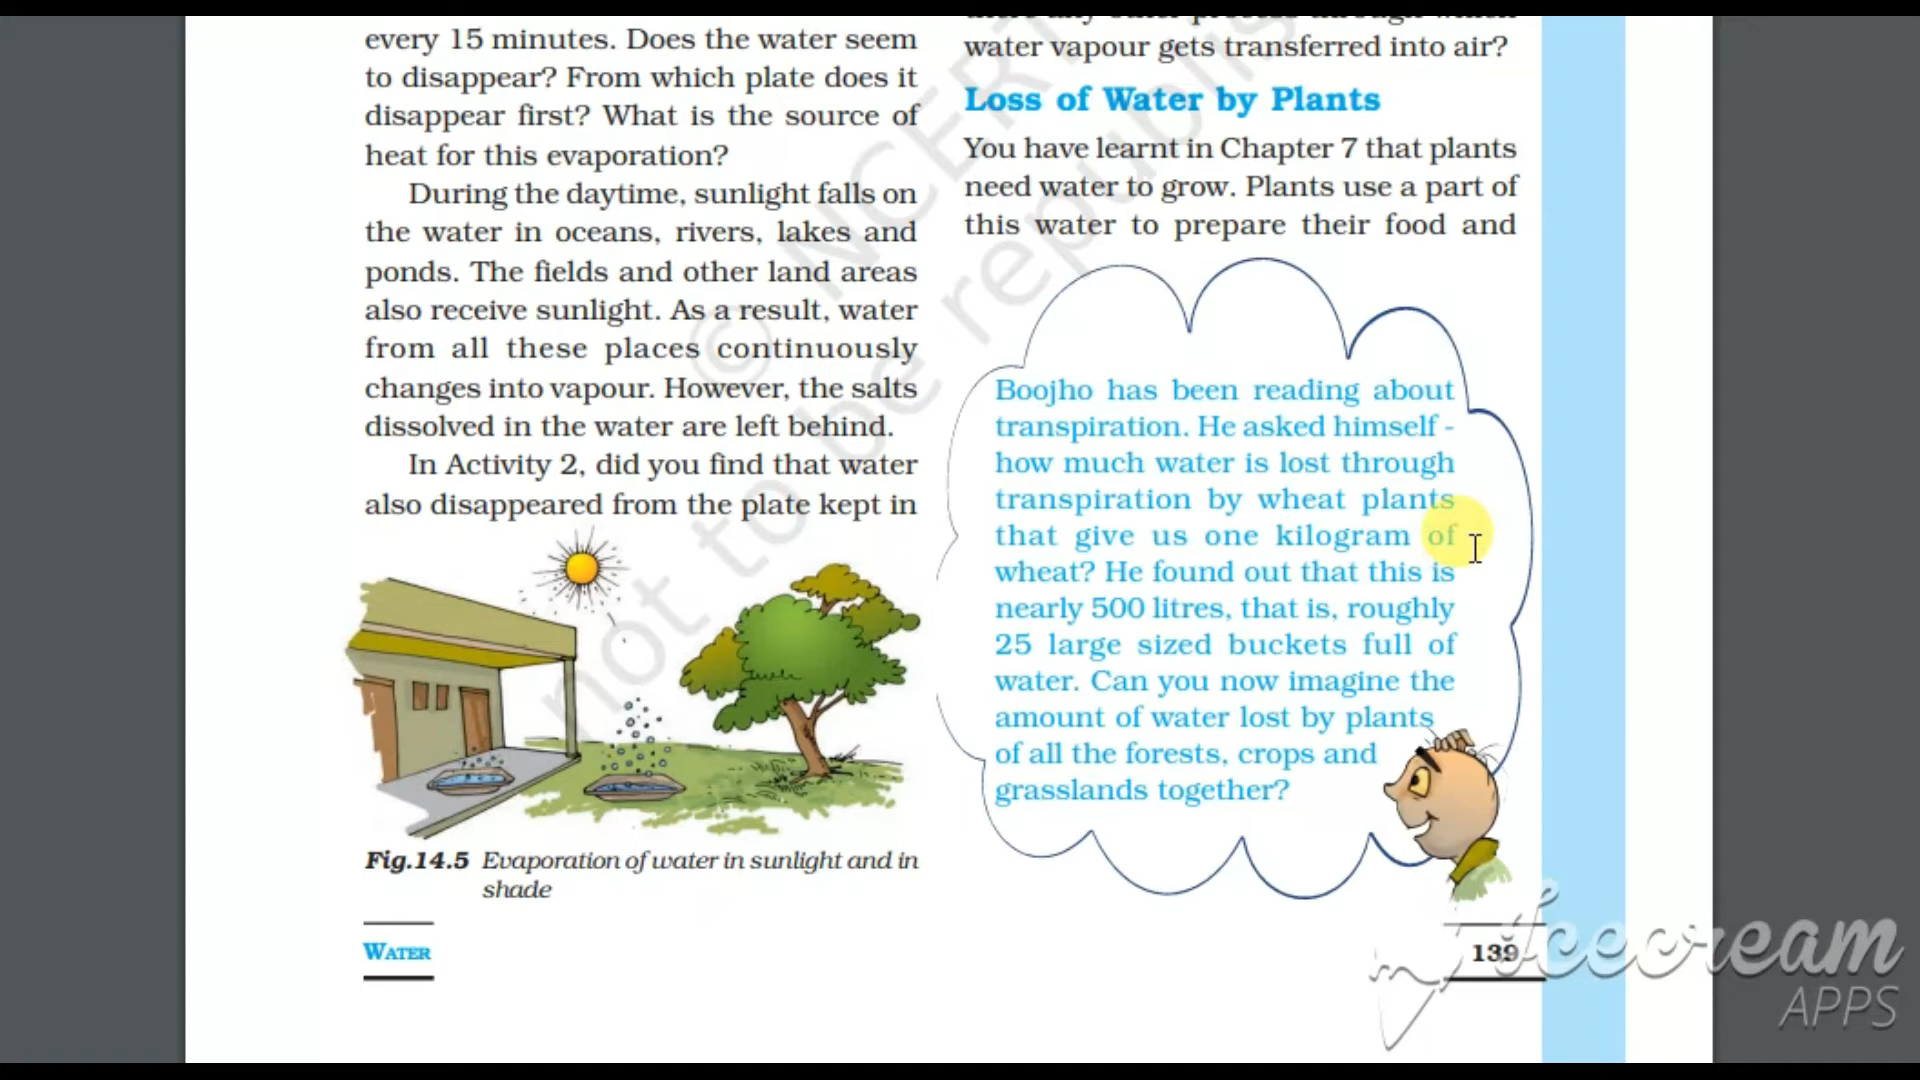 every 15 minutes. Does the water seem
to disappear? From which plate does it
disappear first? What is the source of
heat for this evaporation?
During the daytime, sunlight falls on
the water in oceans, rivers, lakes and
ponds. The fields and other land areas
also receive sunlight. As a result, water
from all these places continuously
changes into vapour. However, the salts
dissolved in the water are left behind.
In Activity 2, did you find that water
also disappeared from the plate kept in
Fig.14.5 Evaporation of water in sunlight and in
shade
WATER
water vapour gets transferred into air?
Loss of Water by Plants
You have learnt in Chapter 7 that plants
need water to grow. Plants use a part of
this water to prepare their food and
Boojho has been reading about
transpiration. He asked himself -
how much water is lost through
transpiration by wheat plants
that give us one kilogram of
wheat? He found out that this is
nearly 500 litres, that is, roughly
25 large sized buckets full of
water. Can you now imagine the
amount of water lost by plants
of all the forests, crops and
grasslands together?
139
© NCERT
not to be republis
Icecream
APPS